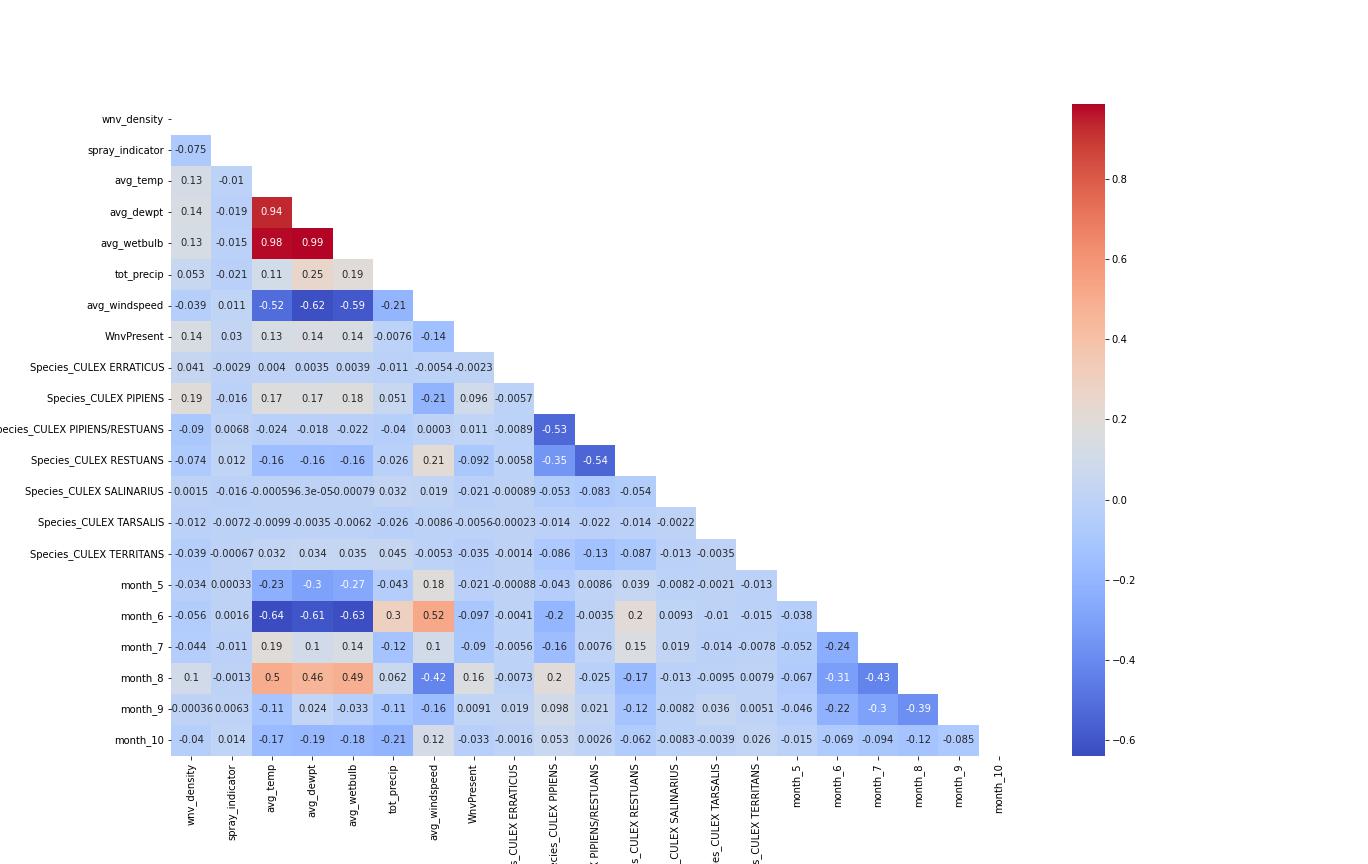 wnv_density
spray_indicator -0.075
avg_temp 0.13 -0.01
0.8
avg_dewpt 0.14 -0.019 0.94
avg_wetbulb 0.13 -0.015 0.98 0.99
0.6
tot_precip 0.053 -0.021 0.11 0.25 0.19
avg_windspeed -0.039 0.011 -0.52 -0.62 -0.59 -0.21
WnvPresent 0.14 0.03 0.13 0.14 0.14 -0.0076 -0.14
0.4
Species_CULEX ERRATICUS 0.041 -0.0029 0.004 0.0035 0.0039 -0.011 -0.0054 -0.0023
Species_CULEX PIPIENS 0.19 -0.016 0.17 0.17 0.18 0.051 -0.21 0.096 -0.0057
0.2
pecies_CULEX PIPIENS/RESTUANS -0.09 0.0068 -0.024 -0.018 -0.022 -0.04 0.0003 0.011 -0.0089 -0.53
Species_CULEX RESTUANS -0.074 0.012 -0.16 -0.16 -0.16 -0.026 0.21 -0.092 -0.0058 -0.35 -0.54
Species_CULEX SALINARIUS 0.0015 -0.016 -0.00059 -6.3e-05 -0.00079 0.032 0.019 -0.021 -0.00089 -0.053 -0.083 -0.054
0.0
Species_CULEX TARSALIS -0.012 -0.0072 -0.0099 -0.0035 -0.0062 -0.026 -0.0086 -0.0056 -0.00023 -0.014 -0.022 -0.014 -0.0022
Species_CULEX TERRITANS -0.039 -0.00067 0.032 0.034 0.035 0.045 -0.0053 -0.035 -0.0014 -0.086 -0.13 -0.087 -0.013 -0.0035
−0.2
month_5 -0.034 0.00033 -0.23 -0.3 -0.27 -0.043 0.18 -0.021 -0.00088 -0.043 0.0086 0.039 -0.0082 -0.0021 -0.013
month_6 -0.056 0.0016 -0.64 -0.61 -0.63 0.3 0.52 -0.097 -0.0041 -0.2 -0.0035 0.2 0.0093 -0.01 -0.015 -0.038
month_7 -0.044 -0.011 0.19 0.1 0.14 -0.12 0.1 -0.09 -0.0056 -0.16 0.0076 0.15 0.019 -0.014 -0.0078 -0.052 -0.24
−0.4
month_8 0.1 -0.0013 0.5 0.46 0.49 0.062 -0.42 0.16 -0.0073 0.2 -0.025 -0.17 -0.013 -0.0095 0.0079 -0.067 -0.31 -0.43
month_9 -0.00036 0.0063 -0.11 0.024 -0.033 -0.11 -0.16 0.0091 0.019 0.098 0.021 -0.12 -0.0082 0.036 0.0051 -0.046 -0.22 -0.3 -0.39
month_10 -0.04 0.014 -0.17 -0.19 -0.18 -0.21 0.12 -0.033 -0.0016 0.053 0.0026 -0.062 -0.0083 -0.0039 0.026 -0.015 -0.069 -0.094 -0.12 -0.085
−0.6
wnv_density
spray_indicator
avg_temp
avg_dewpt
avg_wetbulb
tot_precip
avg_windspeed
WnvPresent
s_CULEX ERRATICUS
ecies_CULEX PIPIENS
X PIPIENS/RESTUANS
s_CULEX RESTUANS
_CULEX SALINARIUS
es_CULEX TARSALIS
s_CULEX TERRITANS
month_5
month_6
month_7
month_8
month_9
month_10